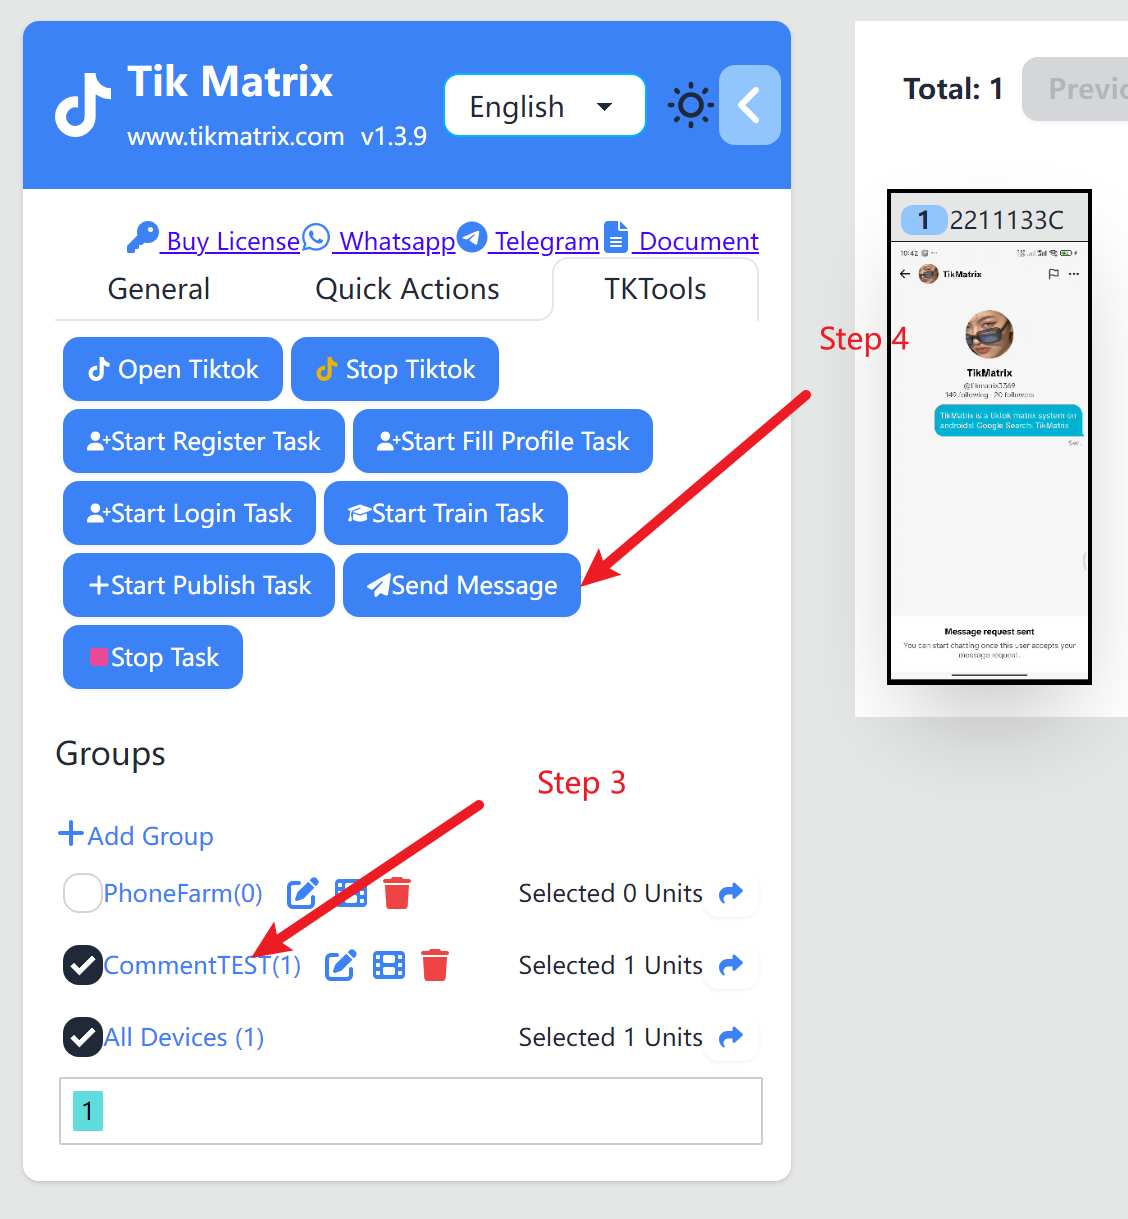 Tik Matrix
www.tikmatrix.com v1.3.9
English
Buy License Whatsapp Telegram Document
General Quick Actions TKTools
Open Tiktok Stop Tiktok
Start Register Task Start Fill Profile Task
Start Login Task Start Train Task
Start Publish Task Send Message
Stop Task
Groups
Step 3
Add Group
PhoneFarm(0) Selected 0 Units
CommentTEST(1) Selected 1 Units
All Devices (1) Selected 1 Units
1
Total: 1 Previo
1 2211133C
10:42
TikMatrix
Step 4
TikMatrix
@tikmatrix3369
149 following · 20 followers
TikMatrix is a tiktok matrix system on
androids! Google Search: TikMatrix
Sent
Message request sent
You can start chatting once this user accepts your
message request.